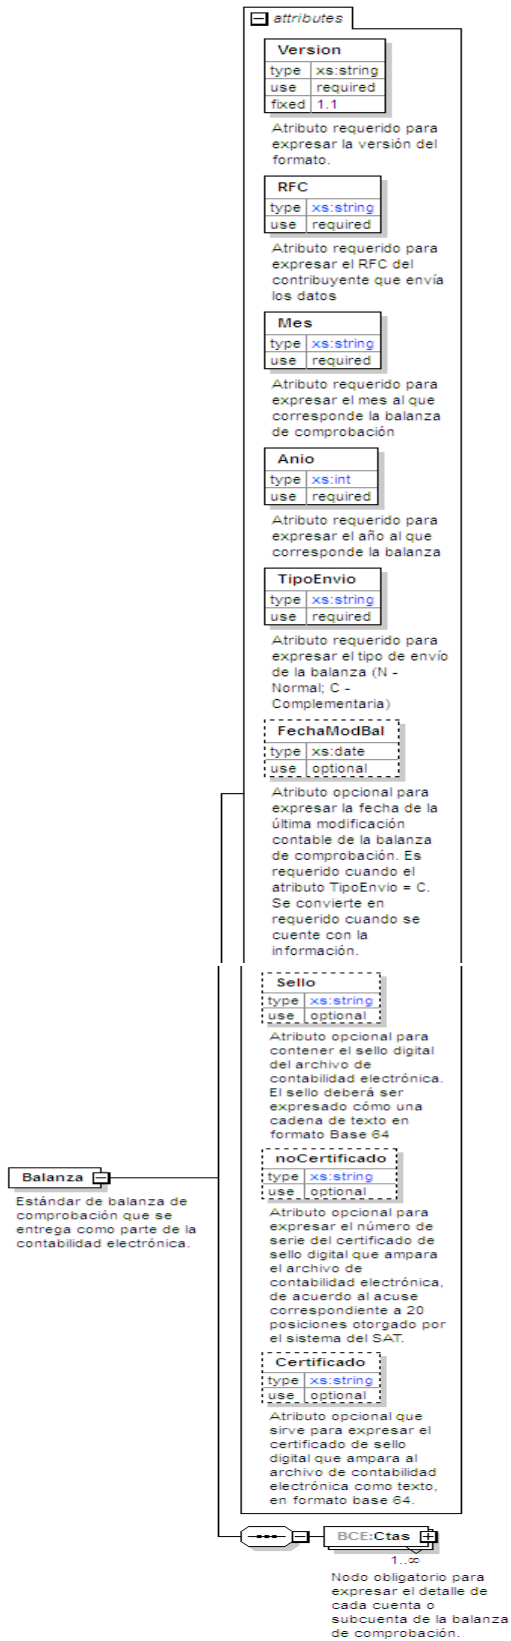 attributes
Version
type xs:string
use required
fixed 1.1
Atributo requerido para
expresar la versión del
formato.
RFC
type xs:string
use required
Atributo requerido para
expresar el RFC del
contribuyente que envía
los datos
Mes
type xs:string
use required
Atributo requerido para
expresar el mes al que
corresponde la balanza
de comprobación
Anio
type xs:int
use required
Atributo requerido para
expresar el año al que
corresponde la balanza
TipoEnvio
type xs:string
use required
Atributo requerido para
expresar el tipo de envío
de la balanza (N -
Normal; C -
Complementaria)
FechaModBal
type xs:date
use optional
Atributo opcional para
expresar la fecha de la
última modificación
contable de la balanza
de comprobación. Es
requerido cuando el
atributo TipoEnvio = C.
Se convierte en
requerido cuando se
cuente con la
información.
Sello
type xs:string
use optional
Atributo opcional para
contener el sello digital
del archivo de
contabilidad electrónica.
El sello deberá ser
expresado cómo una
cadena de texto en
formato Base 64
noCertificado
type xs:string
use optional
Atributo opcional para
expresar el número de
serie del certificado de
sello digital que ampara
el archivo de
contabilidad electrónica,
de acuerdo al acuse
correspondiente a 20
posiciones otorgado por
el sistema del SAT.
Certificado
type xs:string
use optional
Atributo opcional que
sirve para expresar el
certificado de sello
digital que ampara al
archivo de contabilidad
electrónica como texto,
en formato base 64.
Balanza
Estándar de balanza de
comprobación que se
entrega como parte de la
contabilidad electrónica.
BCE:Ctas
1..∞
Nodo obligatorio para
expresar el detalle de
cada cuenta o
subcuenta de la balanza
de comprobación.